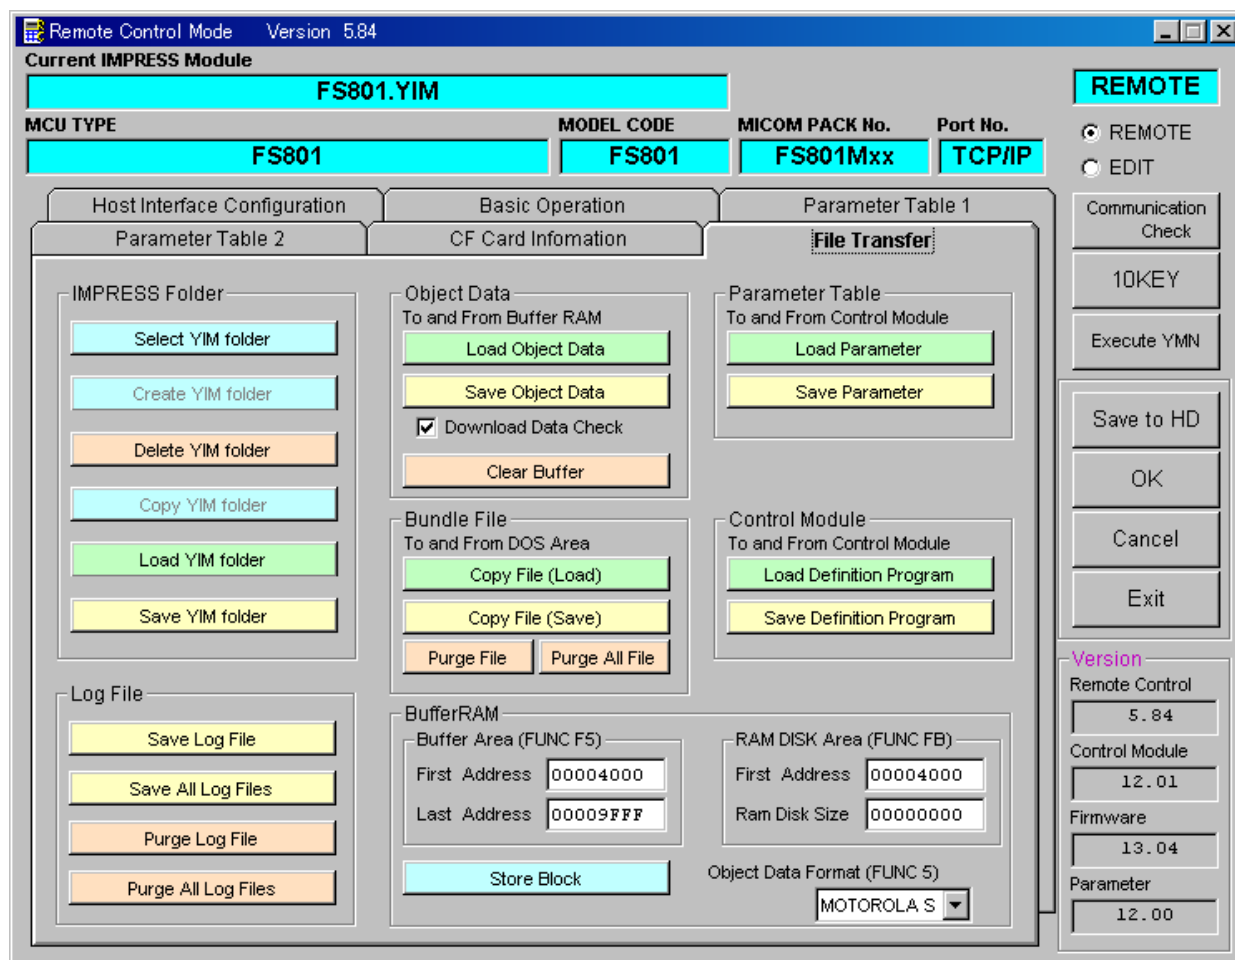 Remote Control Mode Version 5.84
Current IMPRESS Module
FS801.YIM
REMOTE
MCU TYPE
MODEL CODE
MICOM PACK No.
Port No.
FS801
FS801
FS801Mxx
TCP/IP
REMOTE
EDIT
Host Interface Configuration
Basic Operation
Parameter Table 1
Parameter Table 2
CF Card Infomation
File Transfer
Communication
Check
10KEY
Execute YMN
Save to HD
OK
Cancel
Exit
IMPRESS Folder
Select YIM folder
Create YIM folder
Delete YIM folder
Copy YIM folder
Load YIM folder
Save YIM folder
Object Data
To and From Buffer RAM
Load Object Data
Save Object Data
Download Data Check
Clear Buffer
Parameter Table
To and From Control Module
Load Parameter
Save Parameter
Bundle File
To and From DOS Area
Copy File (Load)
Copy File (Save)
Purge File
Purge All File
Control Module
To and From Control Module
Load Definition Program
Save Definition Program
Log File
Save Log File
Save All Log Files
Purge Log File
Purge All Log Files
BufferRAM
Buffer Area (FUNC F5)
First Address 00004000
Last Address 00009FFF
RAM DISK Area (FUNC FB)
First Address 00004000
Ram Disk Size 00000000
Store Block
Object Data Format (FUNC 5)
MOTOROLA S
Version
Remote Control
5.84
Control Module
12.01
Firmware
13.04
Parameter
12.00